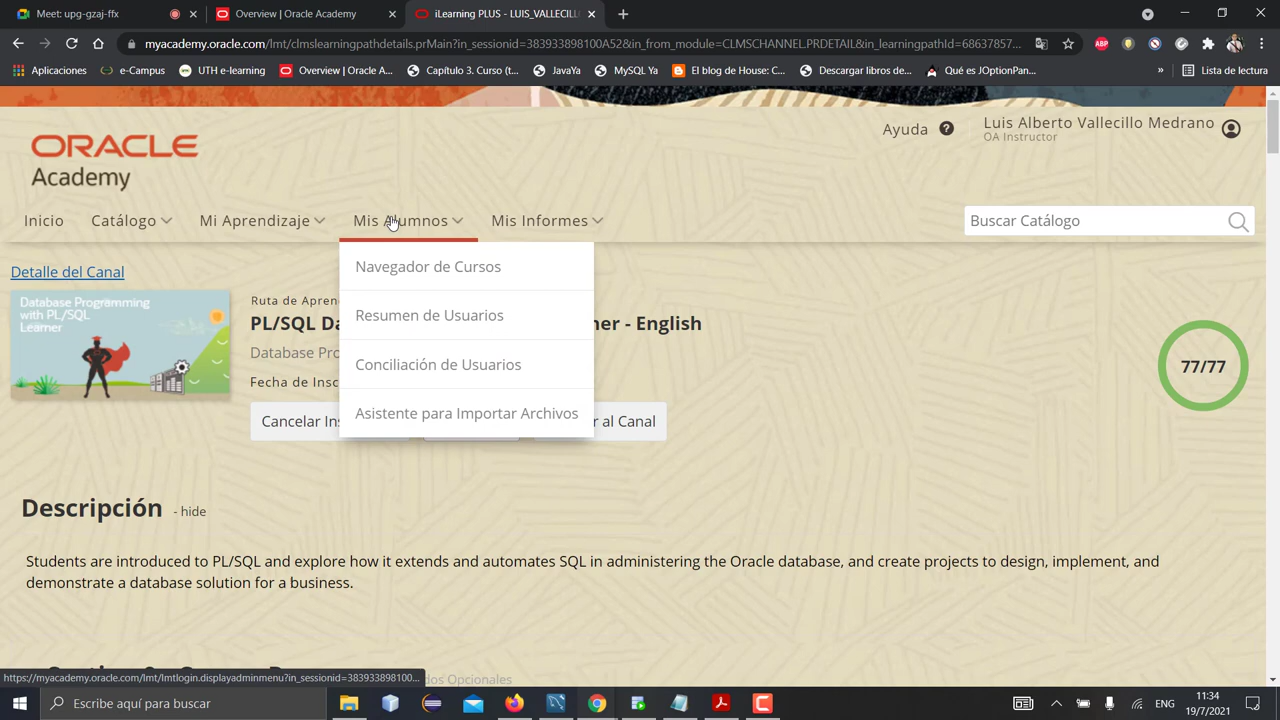 Meet: upg-gzaj-ffx
Overview | Oracle Academy
iLearning PLUS - LUIS_VALLECILL
myacademy.oracle.com/lmt/clmslearningpathdetails.prMain?in_sessionid=383933898100A52&in_from_module=CLMSCHANNEL.PRDETAIL&in_learningpathId=68637857...
Aplicaciones
e-Campus
UTH e-learning
Overview | Oracle A...
Capítulo 3. Curso (t...
JavaYa
MySQL Ya
El blog de House: C...
Descargar libros de...
Qué es JOptionPan...
»
Lista de lectura
ORACLE
Academy
Ayuda
Luis Alberto Vallecillo Medrano
OA Instructor
Inicio
Catálogo
Mi Aprendizaje
Mis Alumnos
Mis Informes
Buscar Catálogo
Navegador de Cursos
Resumen de Usuarios
Conciliación de Usuarios
Asistente para Importar Archivos
Detalle del Canal
Database Programming
with PL/SQL
Learner
Ruta de Apren
PL/SQL Da
ner - English
Database Pro
Fecha de Insc
77/77
Cancelar Ins
r al Canal
Descripción - hide
Students are introduced to PL/SQL and explore how it extends and automates SQL in administering the Oracle database, and create projects to design, implement, and
demonstrate a database solution for a business.
dos Opcionales
https://myacademy.oracle.com/lmt/lmtlogin.displayadminmenu?in_sessionid=383933898100...
Escribe aquí para buscar
ENG
11:34
19/7/2021